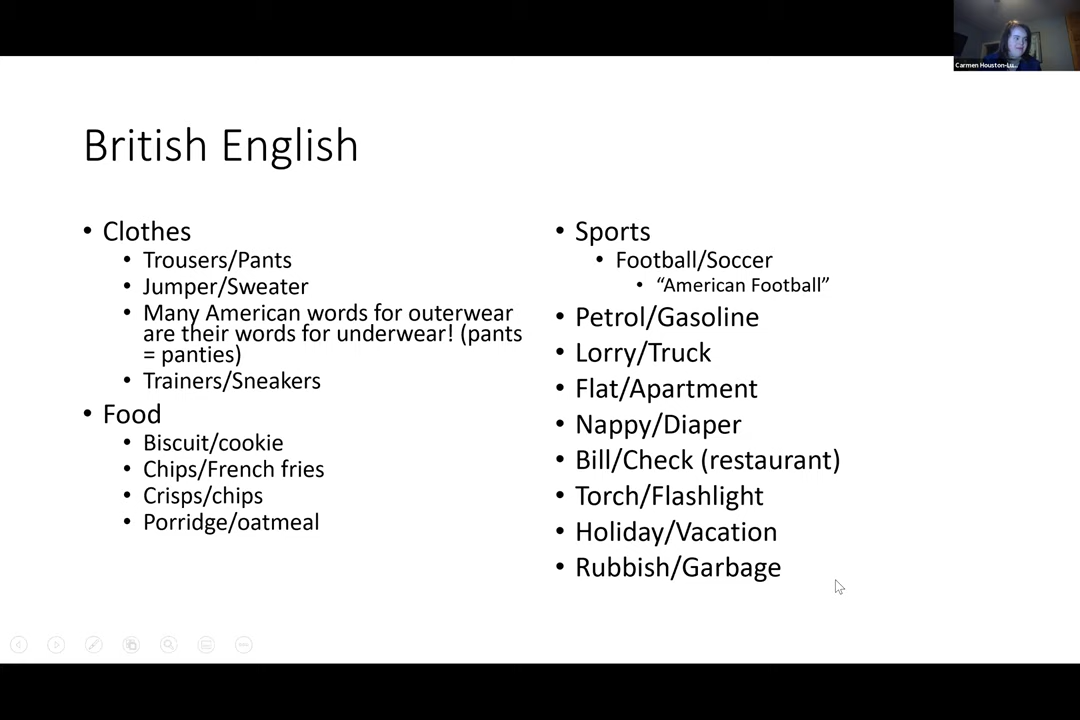 Carmen Houston-Lu...
British English
• Clothes
• Trousers/Pants
• Jumper/Sweater
• Many American words for outerwear
are their words for underwear! (pants
= panties)
• Trainers/Sneakers
• Food
• Biscuit/cookie
• Chips/French fries
• Crisps/chips
• Porridge/oatmeal
• Sports
• Football/Soccer
• “American Football”
• Petrol/Gasoline
• Lorry/Truck
• Flat/Apartment
• Nappy/Diaper
• Bill/Check (restaurant)
• Torch/Flashlight
• Holiday/Vacation
• Rubbish/Garbage